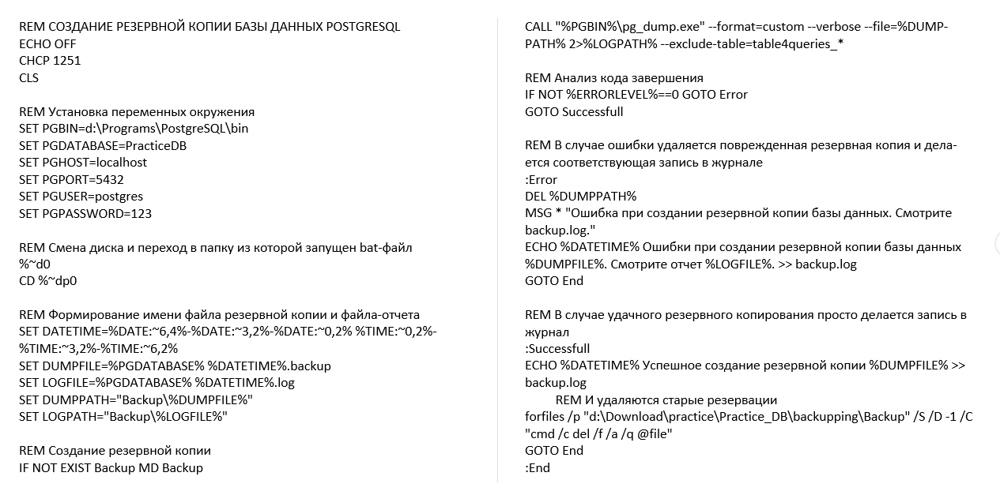 REM СОЗДАНИЕ РЕЗЕРВНОЙ КОПИИ БАЗЫ ДАННЫХ POSTGRESQL
ECHO OFF
CHCP 1251
CLS
REM Установка переменных окружения
SET PGBIN=d:\Programs\PostgreSQL\bin
SET PGDATABASE=PracticeDB
SET PGHOST=localhost
SET PGPORT=5432
SET PGUSER=postgres
SET PGPASSWORD=123
REM Смена диска и переход в папку из которой запущен bat-файл
%~d0
CD %~dp0
REM Формирование имени файла резервной копии и файла-отчета
SET DATETIME=%DATE:~6,4%-%DATE:~3,2%-%DATE:~0,2% %TIME:~0,2%-
%TIME:~3,2%-%TIME:~6,2%
SET DUMPFILE=%PGDATABASE% %DATETIME%.backup
SET LOGFILE=%PGDATABASE% %DATETIME%.log
SET DUMPPATH="Backup\%DUMPFILE%"
SET LOGPATH="Backup\%LOGFILE%"
REM Создание резервной копии
IF NOT EXIST Backup MD Backup
CALL "%PGBIN%\pg_dump.exe" --format=custom --verbose --file=%DUMP-
PATH% 2>%LOGPATH% --exclude-table=table4queries_*
REM Анализ кода завершения
IF NOT %ERRORLEVEL%==0 GOTO Error
GOTO Successfull
REM В случае ошибки удаляется поврежденная резервная копия и дела-
ется соответствующая запись в журнале
:Error
DEL %DUMPPATH%
MSG * "Ошибка при создании резервной копии базы данных. Смотрите
backup.log."
ECHO %DATETIME% Ошибки при создании резервной копии базы данных
%DUMPFILE%. Смотрите отчет %LOGFILE%. >> backup.log
GOTO End
REM В случае удачного резервного копирования просто делается запись в
журнал
:Successfull
ECHO %DATETIME% Успешное создание резервной копии %DUMPFILE% >>
backup.log
REM И удаляются старые резервации
forfiles /p "d:\Download\practice\Practice_DB\backupping\Backup" /S /D -1 /C
"cmd /c del /f /a /q @file"
GOTO End
:End